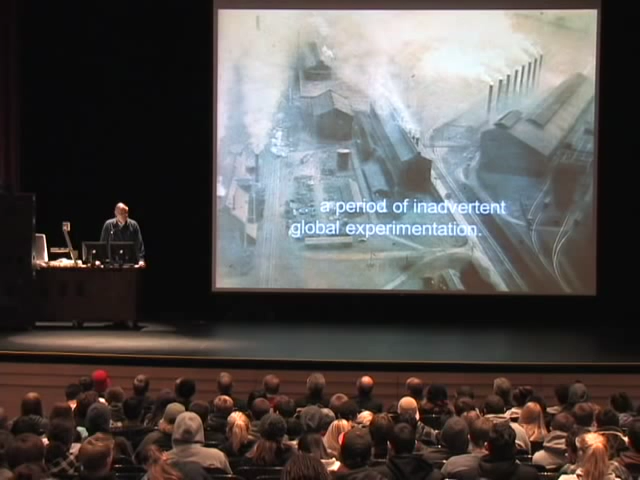 ... a period of inadvertent
global experimentation.